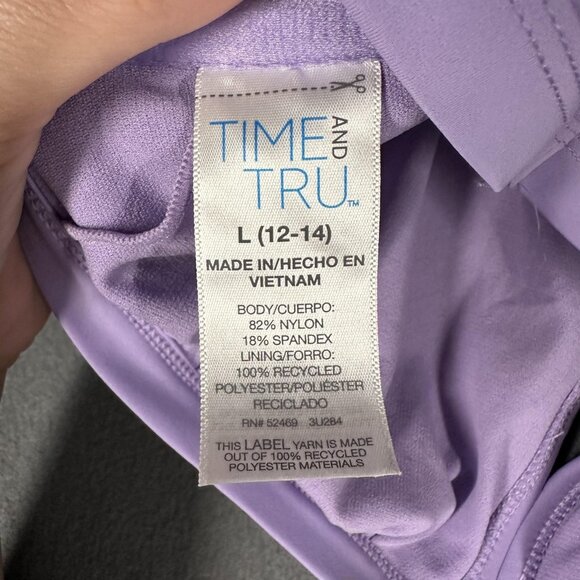 TIME AND
TRU™
L (12-14)
MADE IN/HECHO EN
VIETNAM
BODY/CUERPO:
82% NYLON
18% SPANDEX
LINING/FORRO:
100% RECYCLED
POLYESTER/POLIÉSTER
RECICLADO
RN# 52469 3U284
THIS LABEL YARN IS MADE
OUT OF 100% RECYCLED
POLYESTER MATERIALS